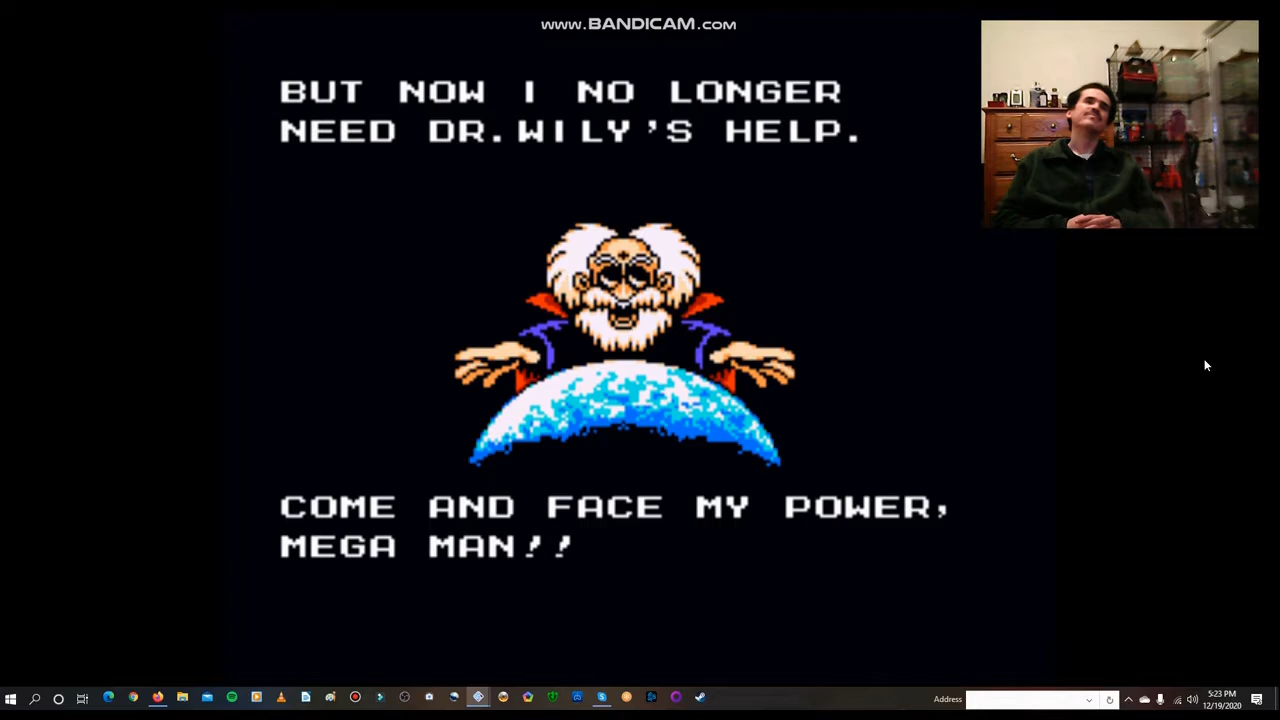 www.BANDICAM.com
BUT NOW I NO LONGER
NEED DR.WILY'S HELP.
COME AND FACE MY POWER,
MEGA MAN!!
Address
5:23 PM
12/19/2020